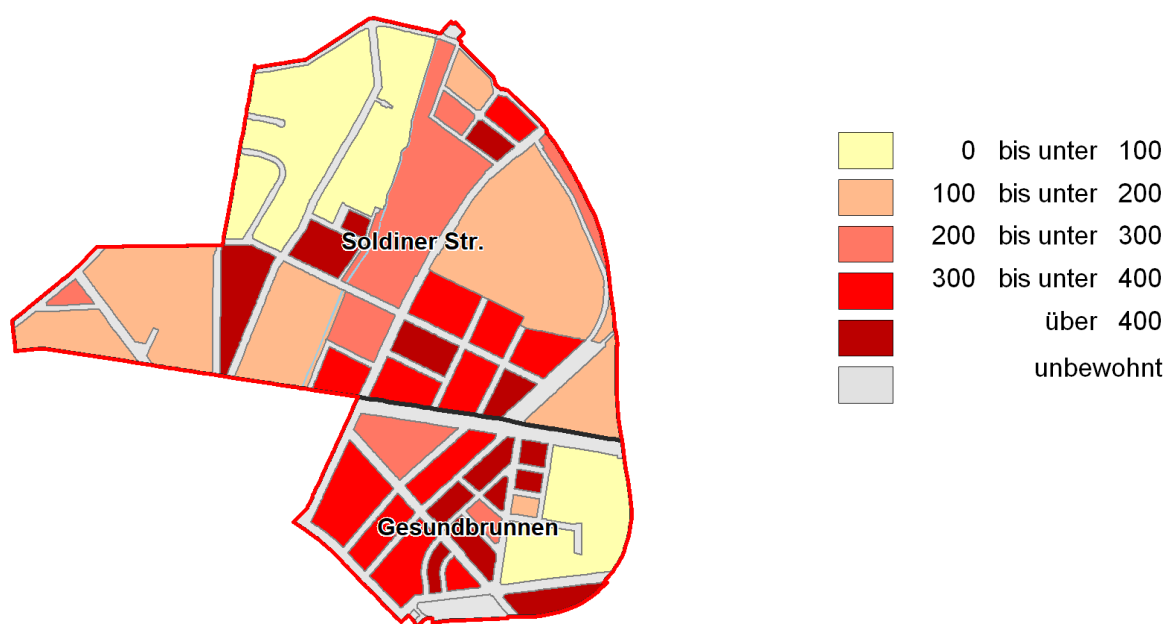 0 bis unter 100
100 bis unter 200
200 bis unter 300
300 bis unter 400
über 400
unbewohnt
Soldiner Str.
Gesundbrunnen